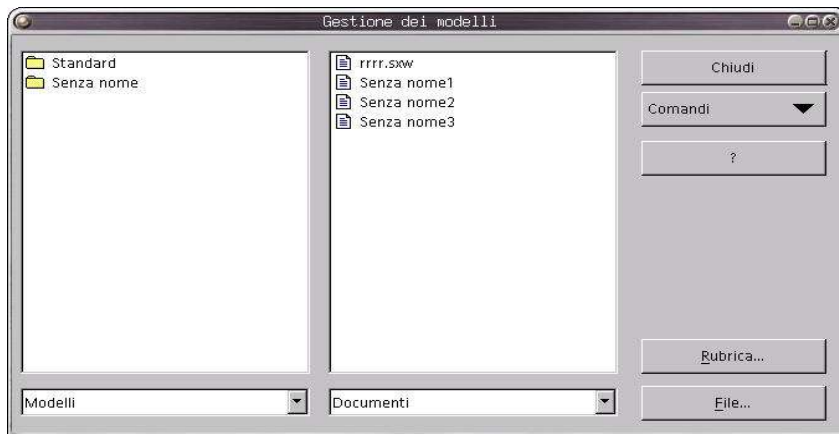 Gestione dei modelli
Standard
Senza nome
rrrr.sxw
Senza nome1
Senza nome2
Senza nome3
Chiudi
Comandi
?
Rubrica...
Modelli
Documenti
File...